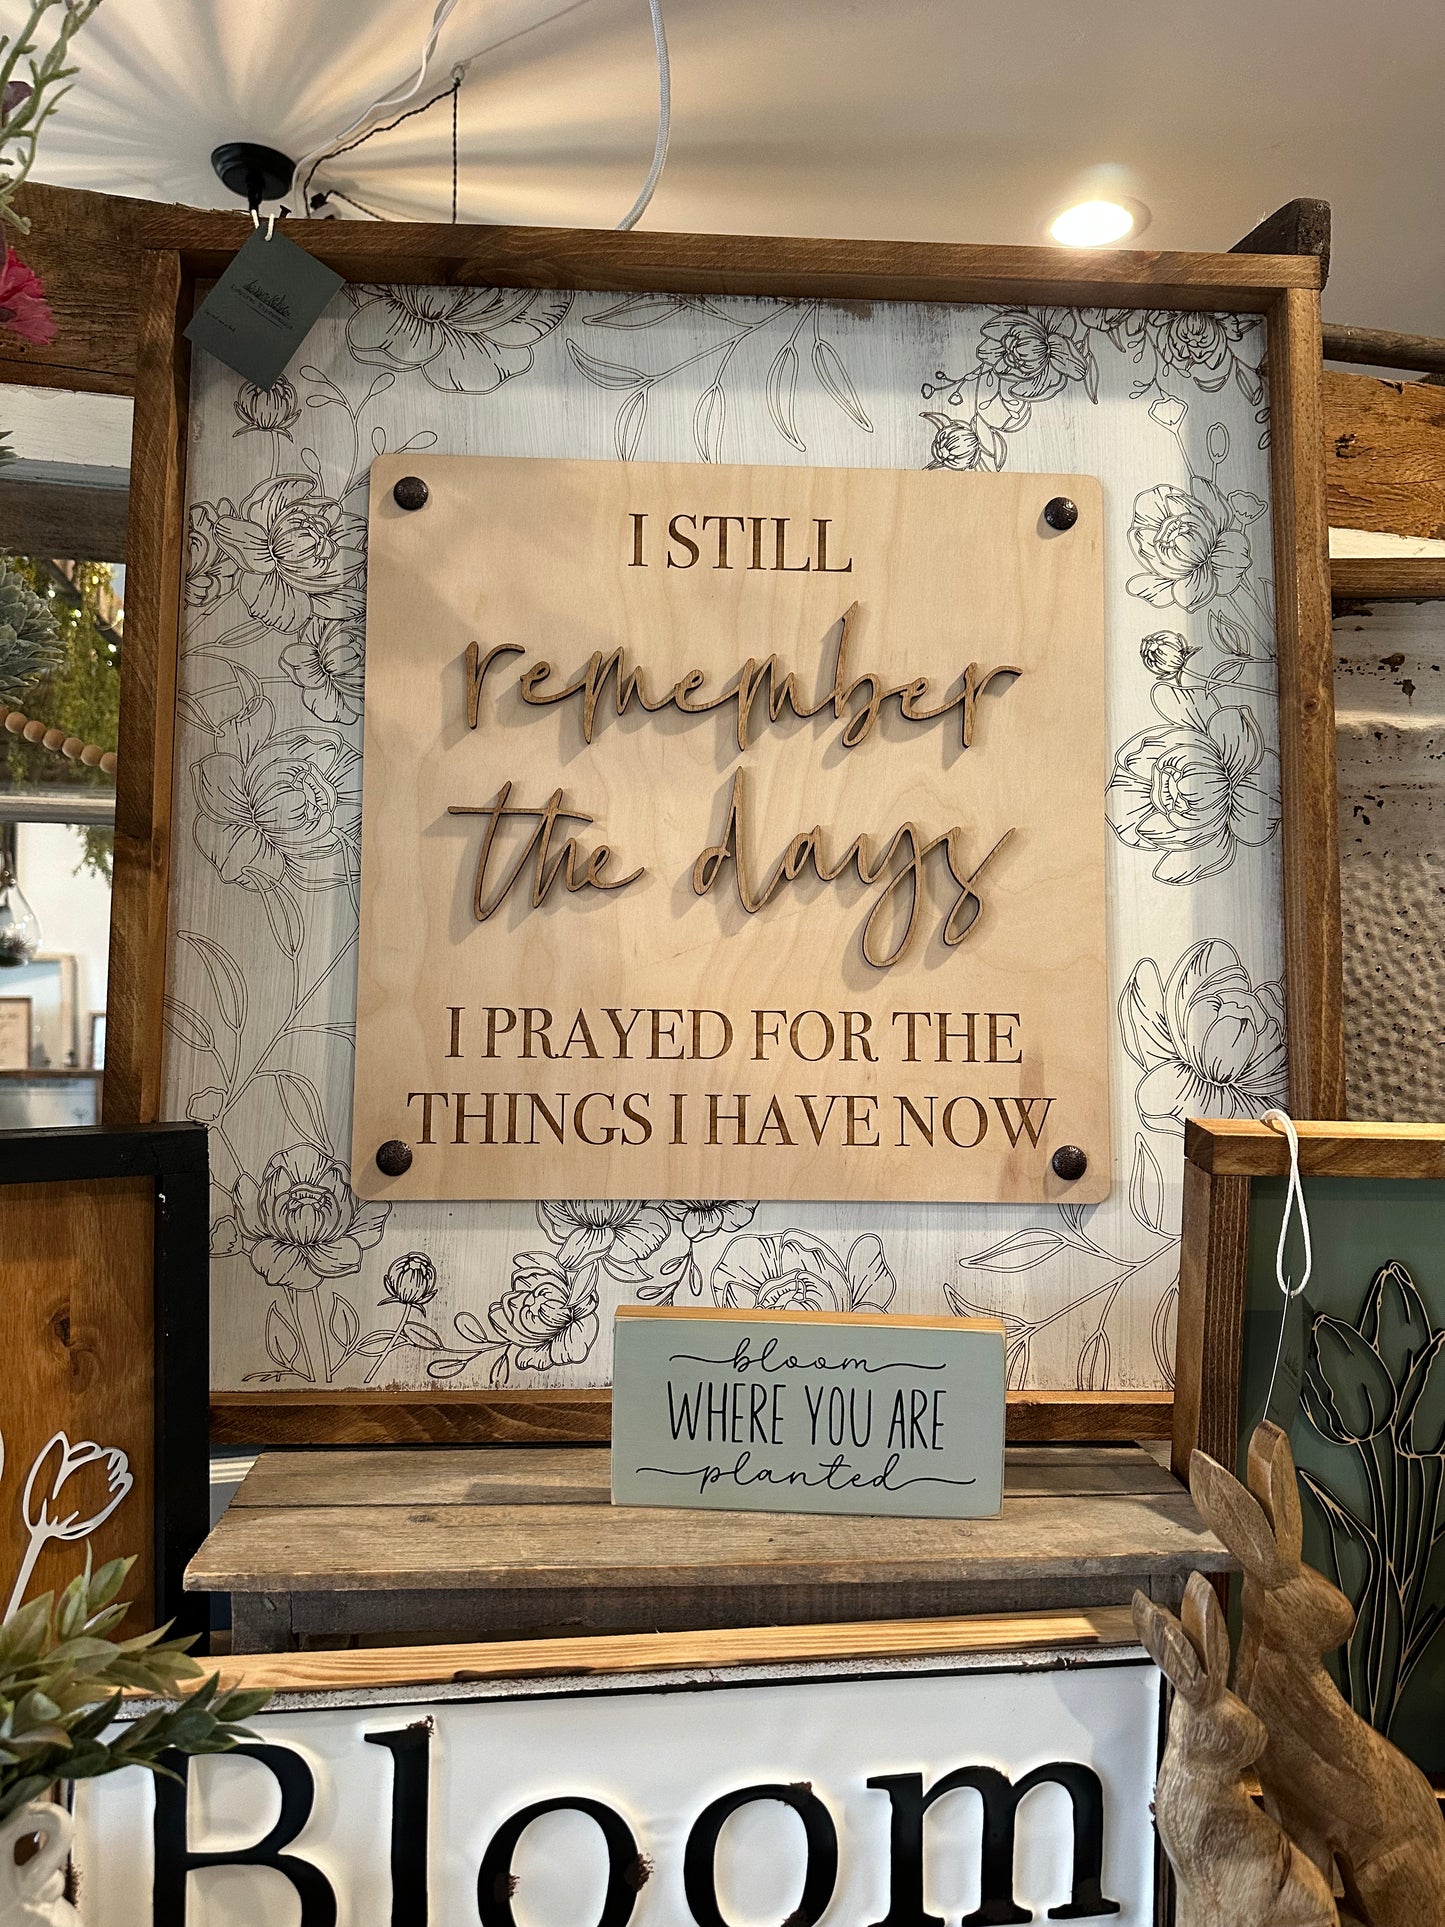 I STILL
remember
the days
I PRAYED FOR THE
THINGS I HAVE NOW
bloom
WHERE YOU ARE
planted
Bloom